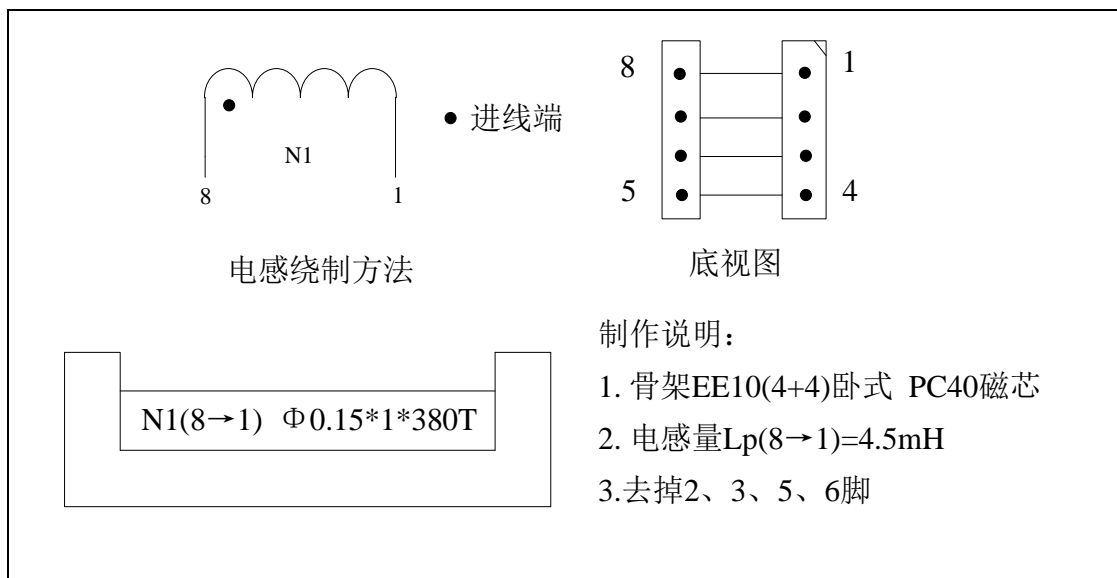 8
1
● 进线端
N1
8
1
5
4
电感绕制方法
底视图
制作说明：
1. 骨架EE10(4+4)卧式 PC40磁芯
N1(8→1) Φ0.15*1*380T
2. 电感量Lp(8→1)=4.5mH
3.去掉2、3、5、6脚